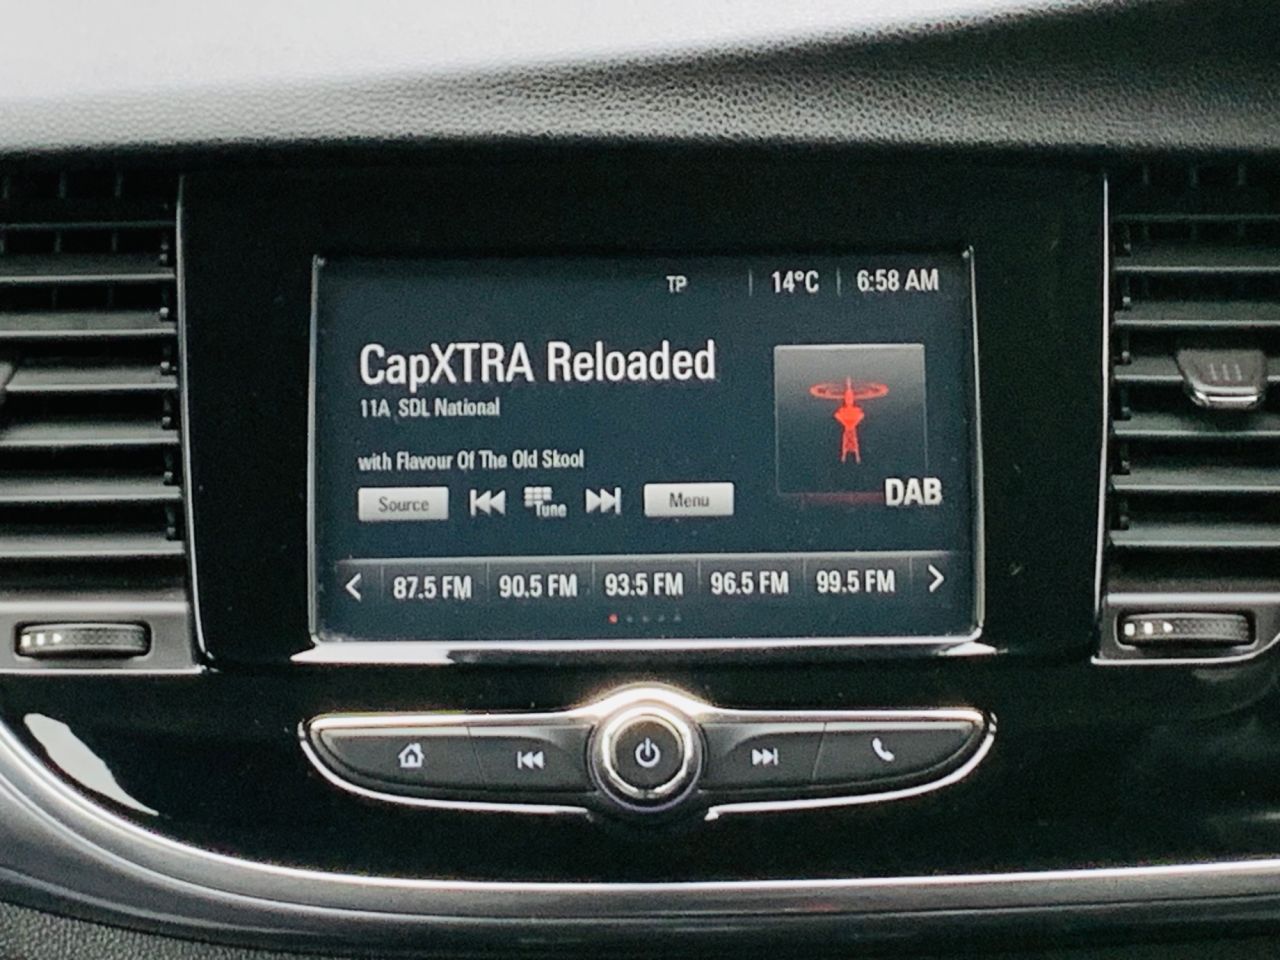 TP 14°C 6:58 AM
CapXTRA Reloaded
11A SDL National
with Flavour Of The Old Skool
Source Tune Menu
DAB
87.5 FM 90.5 FM 93.5 FM 96.5 FM 99.5 FM